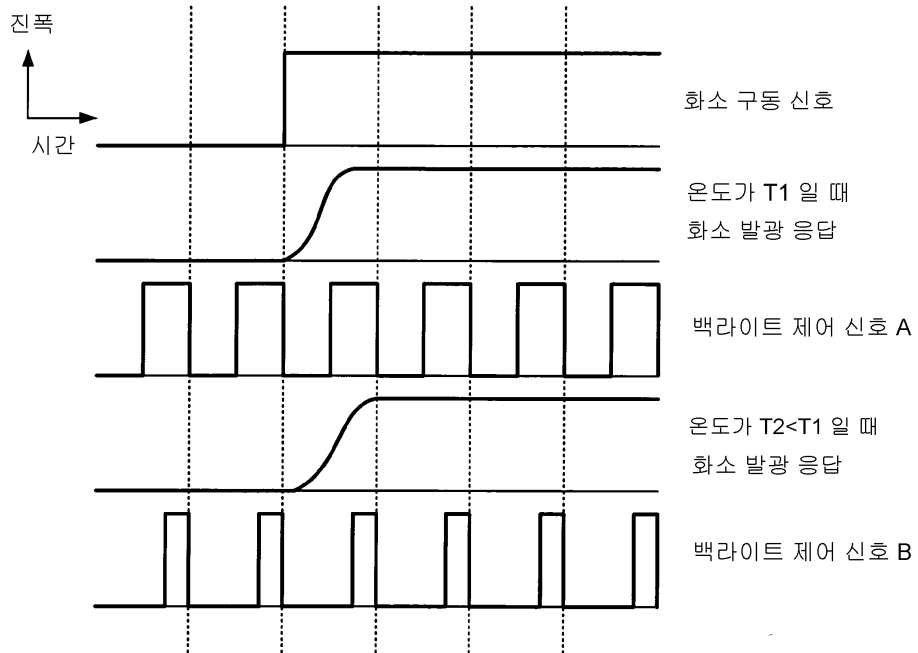 진폭
시간
화소 구동 신호
온도가 T1 일 때
화소 발광 응답
백라이트 제어 신호 A
온도가 T2<T1 일 때
화소 발광 응답
백라이트 제어 신호 B